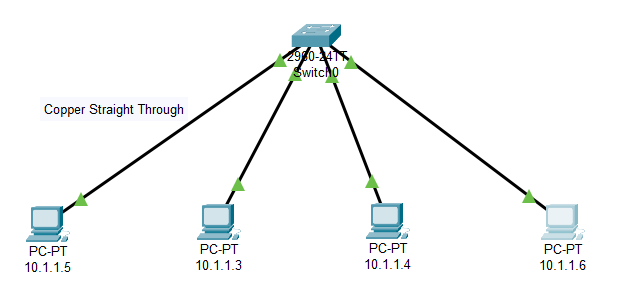 2960-24TT
Switch0
Copper Straight Through
PC-PT
10.1.1.5
PC-PT
10.1.1.3
PC-PT
10.1.1.4
PC-PT
10.1.1.6